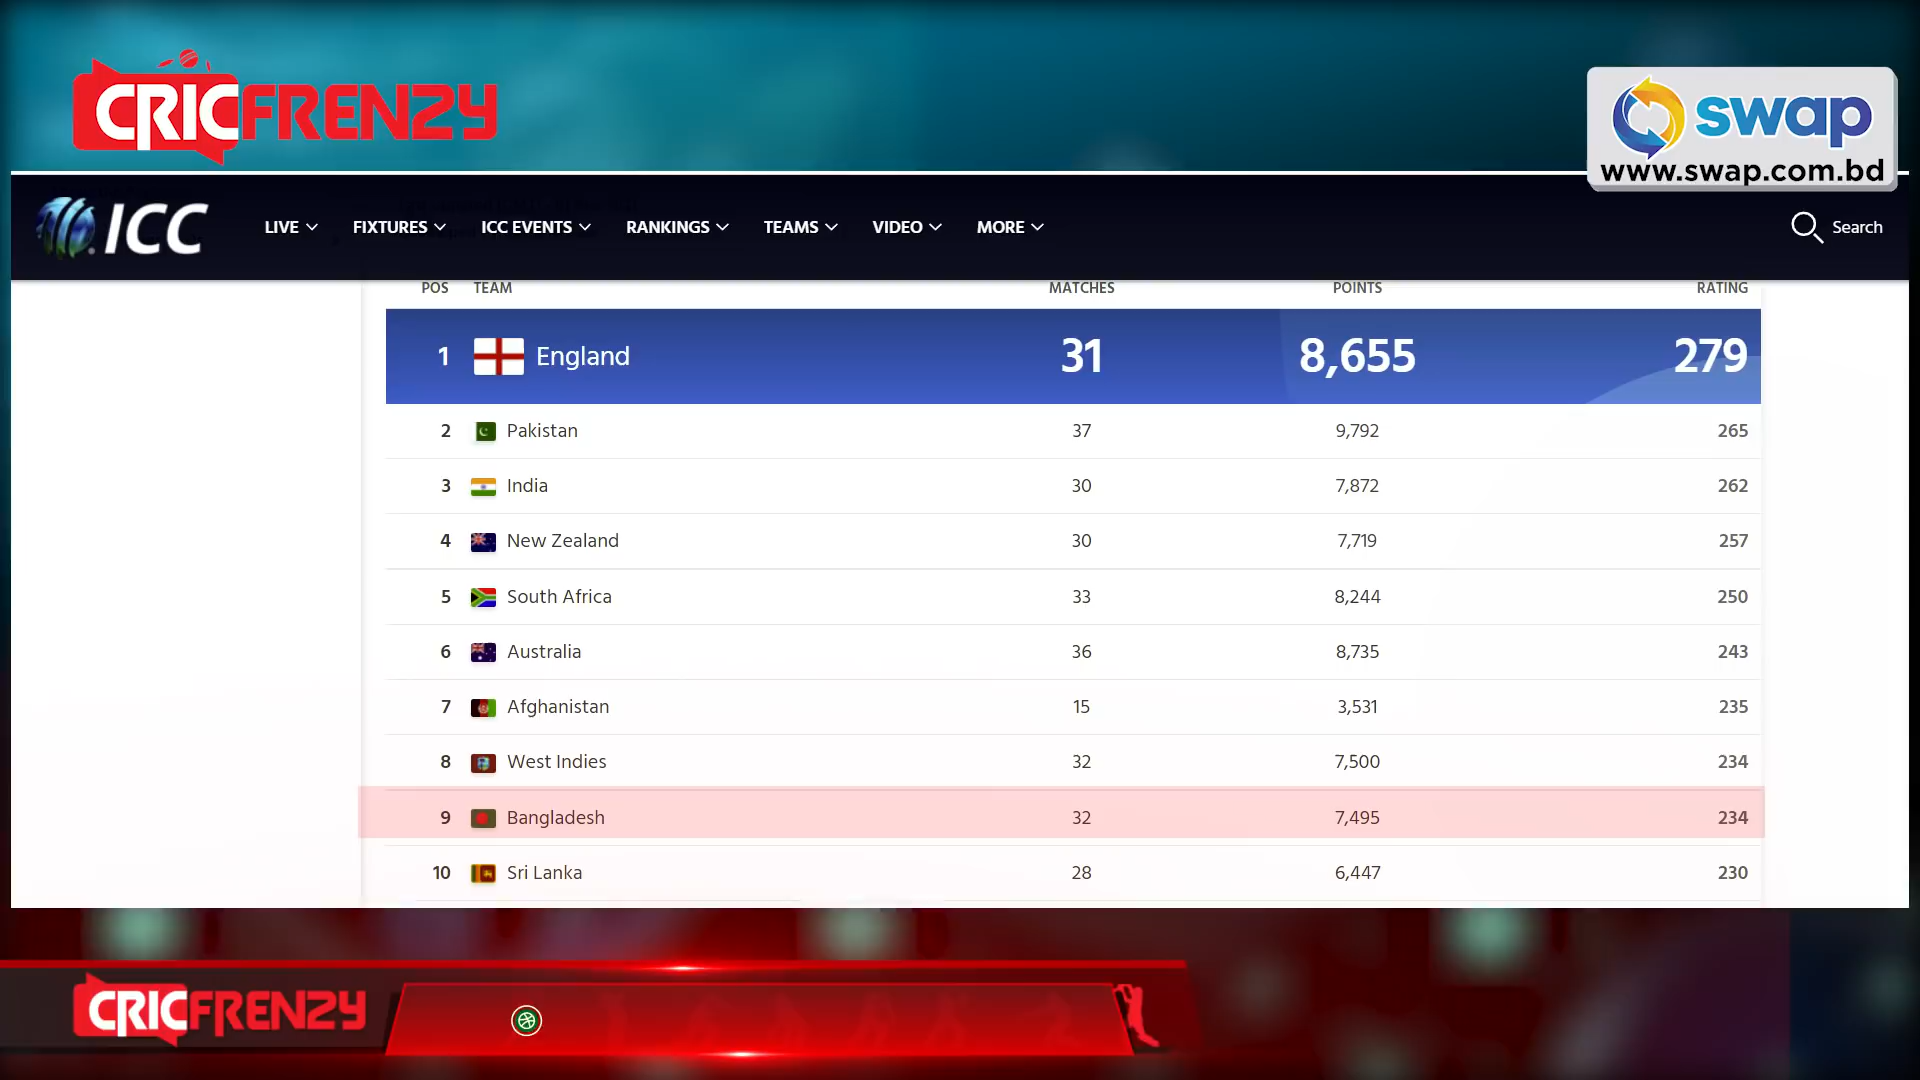 CRICFRENZY
swap
www.swap.com.bd
ICC LIVE FIXTURES ICC EVENTS RANKINGS TEAMS VIDEO MORE Search
POS TEAM MATCHES POINTS RATING
1 England 31 8,655 279
2 Pakistan 37 9,792 265
3 India 30 7,872 262
4 New Zealand 30 7,719 257
5 South Africa 33 8,244 250
6 Australia 36 8,735 243
7 Afghanistan 15 3,531 235
8 West Indies 32 7,500 234
9 Bangladesh 32 7,495 234
10 Sri Lanka 28 6,447 230
CRICFRENZY